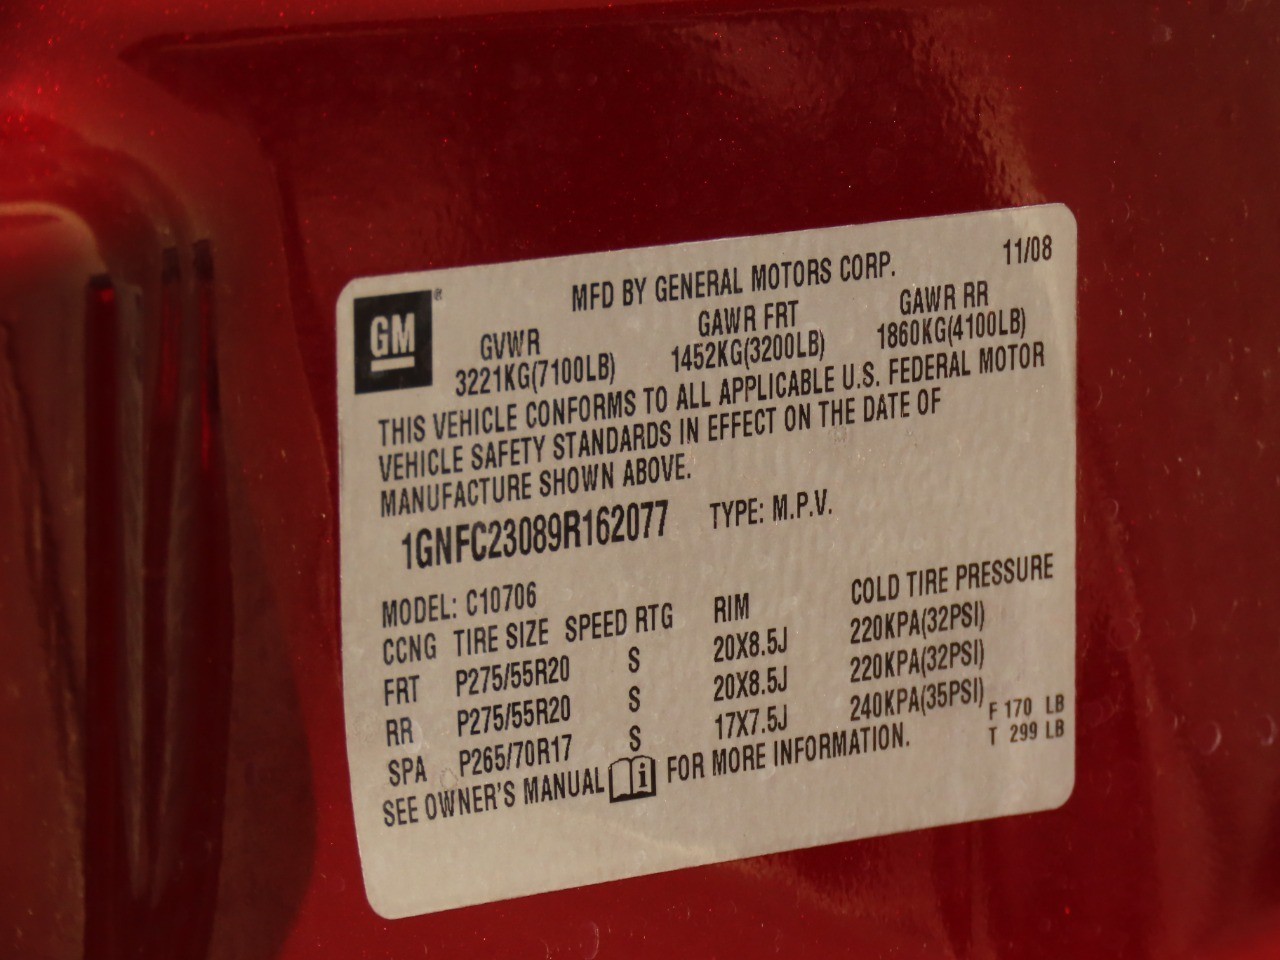 MFD BY GENERAL MOTORS CORP. 11/08
GM®
GVWR GAWR FRT GAWR RR
3221KG(7100LB) 1452KG(3200LB) 1860KG(4100LB)
THIS VEHICLE CONFORMS TO ALL APPLICABLE U.S. FEDERAL MOTOR
VEHICLE SAFETY STANDARDS IN EFFECT ON THE DATE OF
MANUFACTURE SHOWN ABOVE.
1GNFC23089R162077 TYPE: M.P.V.
MODEL: C10706
CCNG TIRE SIZE SPEED RTG RIM COLD TIRE PRESSURE
FRT P275/55R20 S 20X8.5J 220KPA(32PSI)
RR P275/55R20 S 20X8.5J 220KPA(32PSI)
SPA P265/70R17 S 17X7.5J 240KPA(35PSI)
F 170 LB
T 299 LB
SEE OWNER'S MANUAL i FOR MORE INFORMATION.